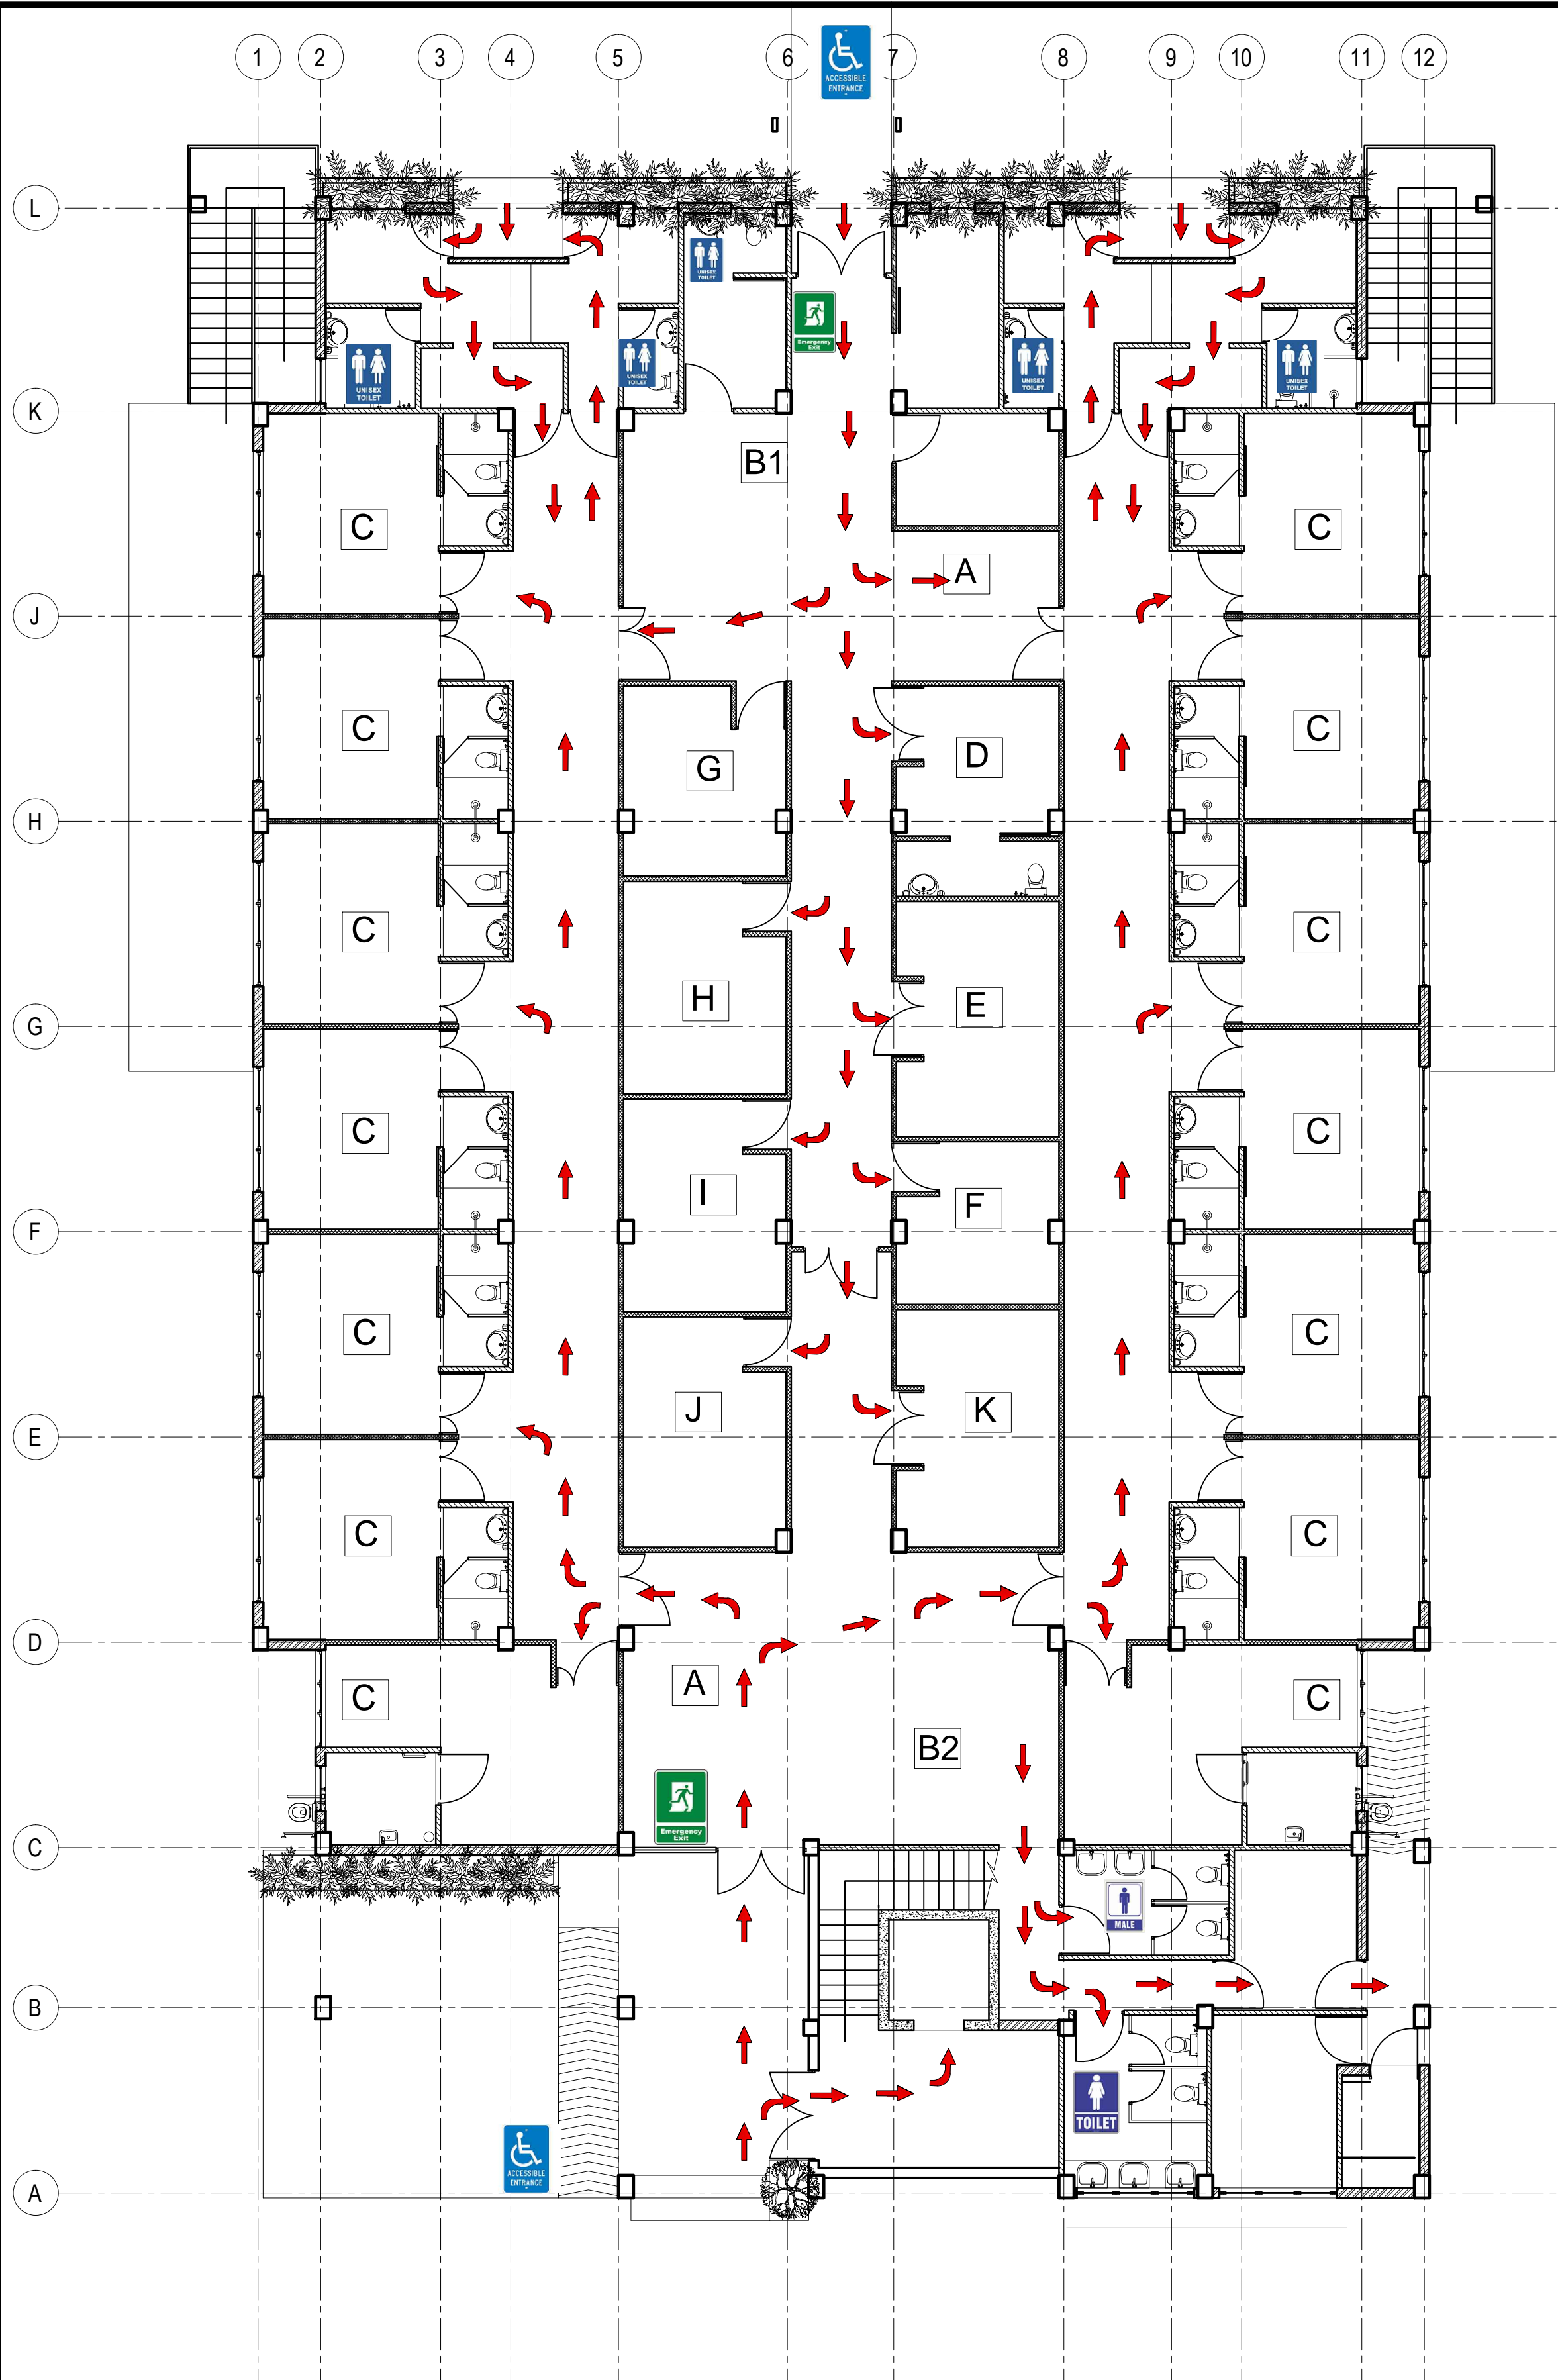 ACCESSIBLE
ENTRANCE
1 2 3 4 5 6 7 8 9 10 11 12
L
UNISEX
TOILET
Emergency
Exit
UNISEX
TOILET
UNISEX
TOILET
UNISEX
TOILET
UNISEX
TOILET
K
B1
C
C
A
J
C
C
D
G
H
C
C
H
E
G
C
C
I
F
F
C
C
J
K
E
C
C
D
A
C
C
B2
Emergency
Exit
C
MALE
B
TOILET
ACCESSIBLE
ENTRANCE
A